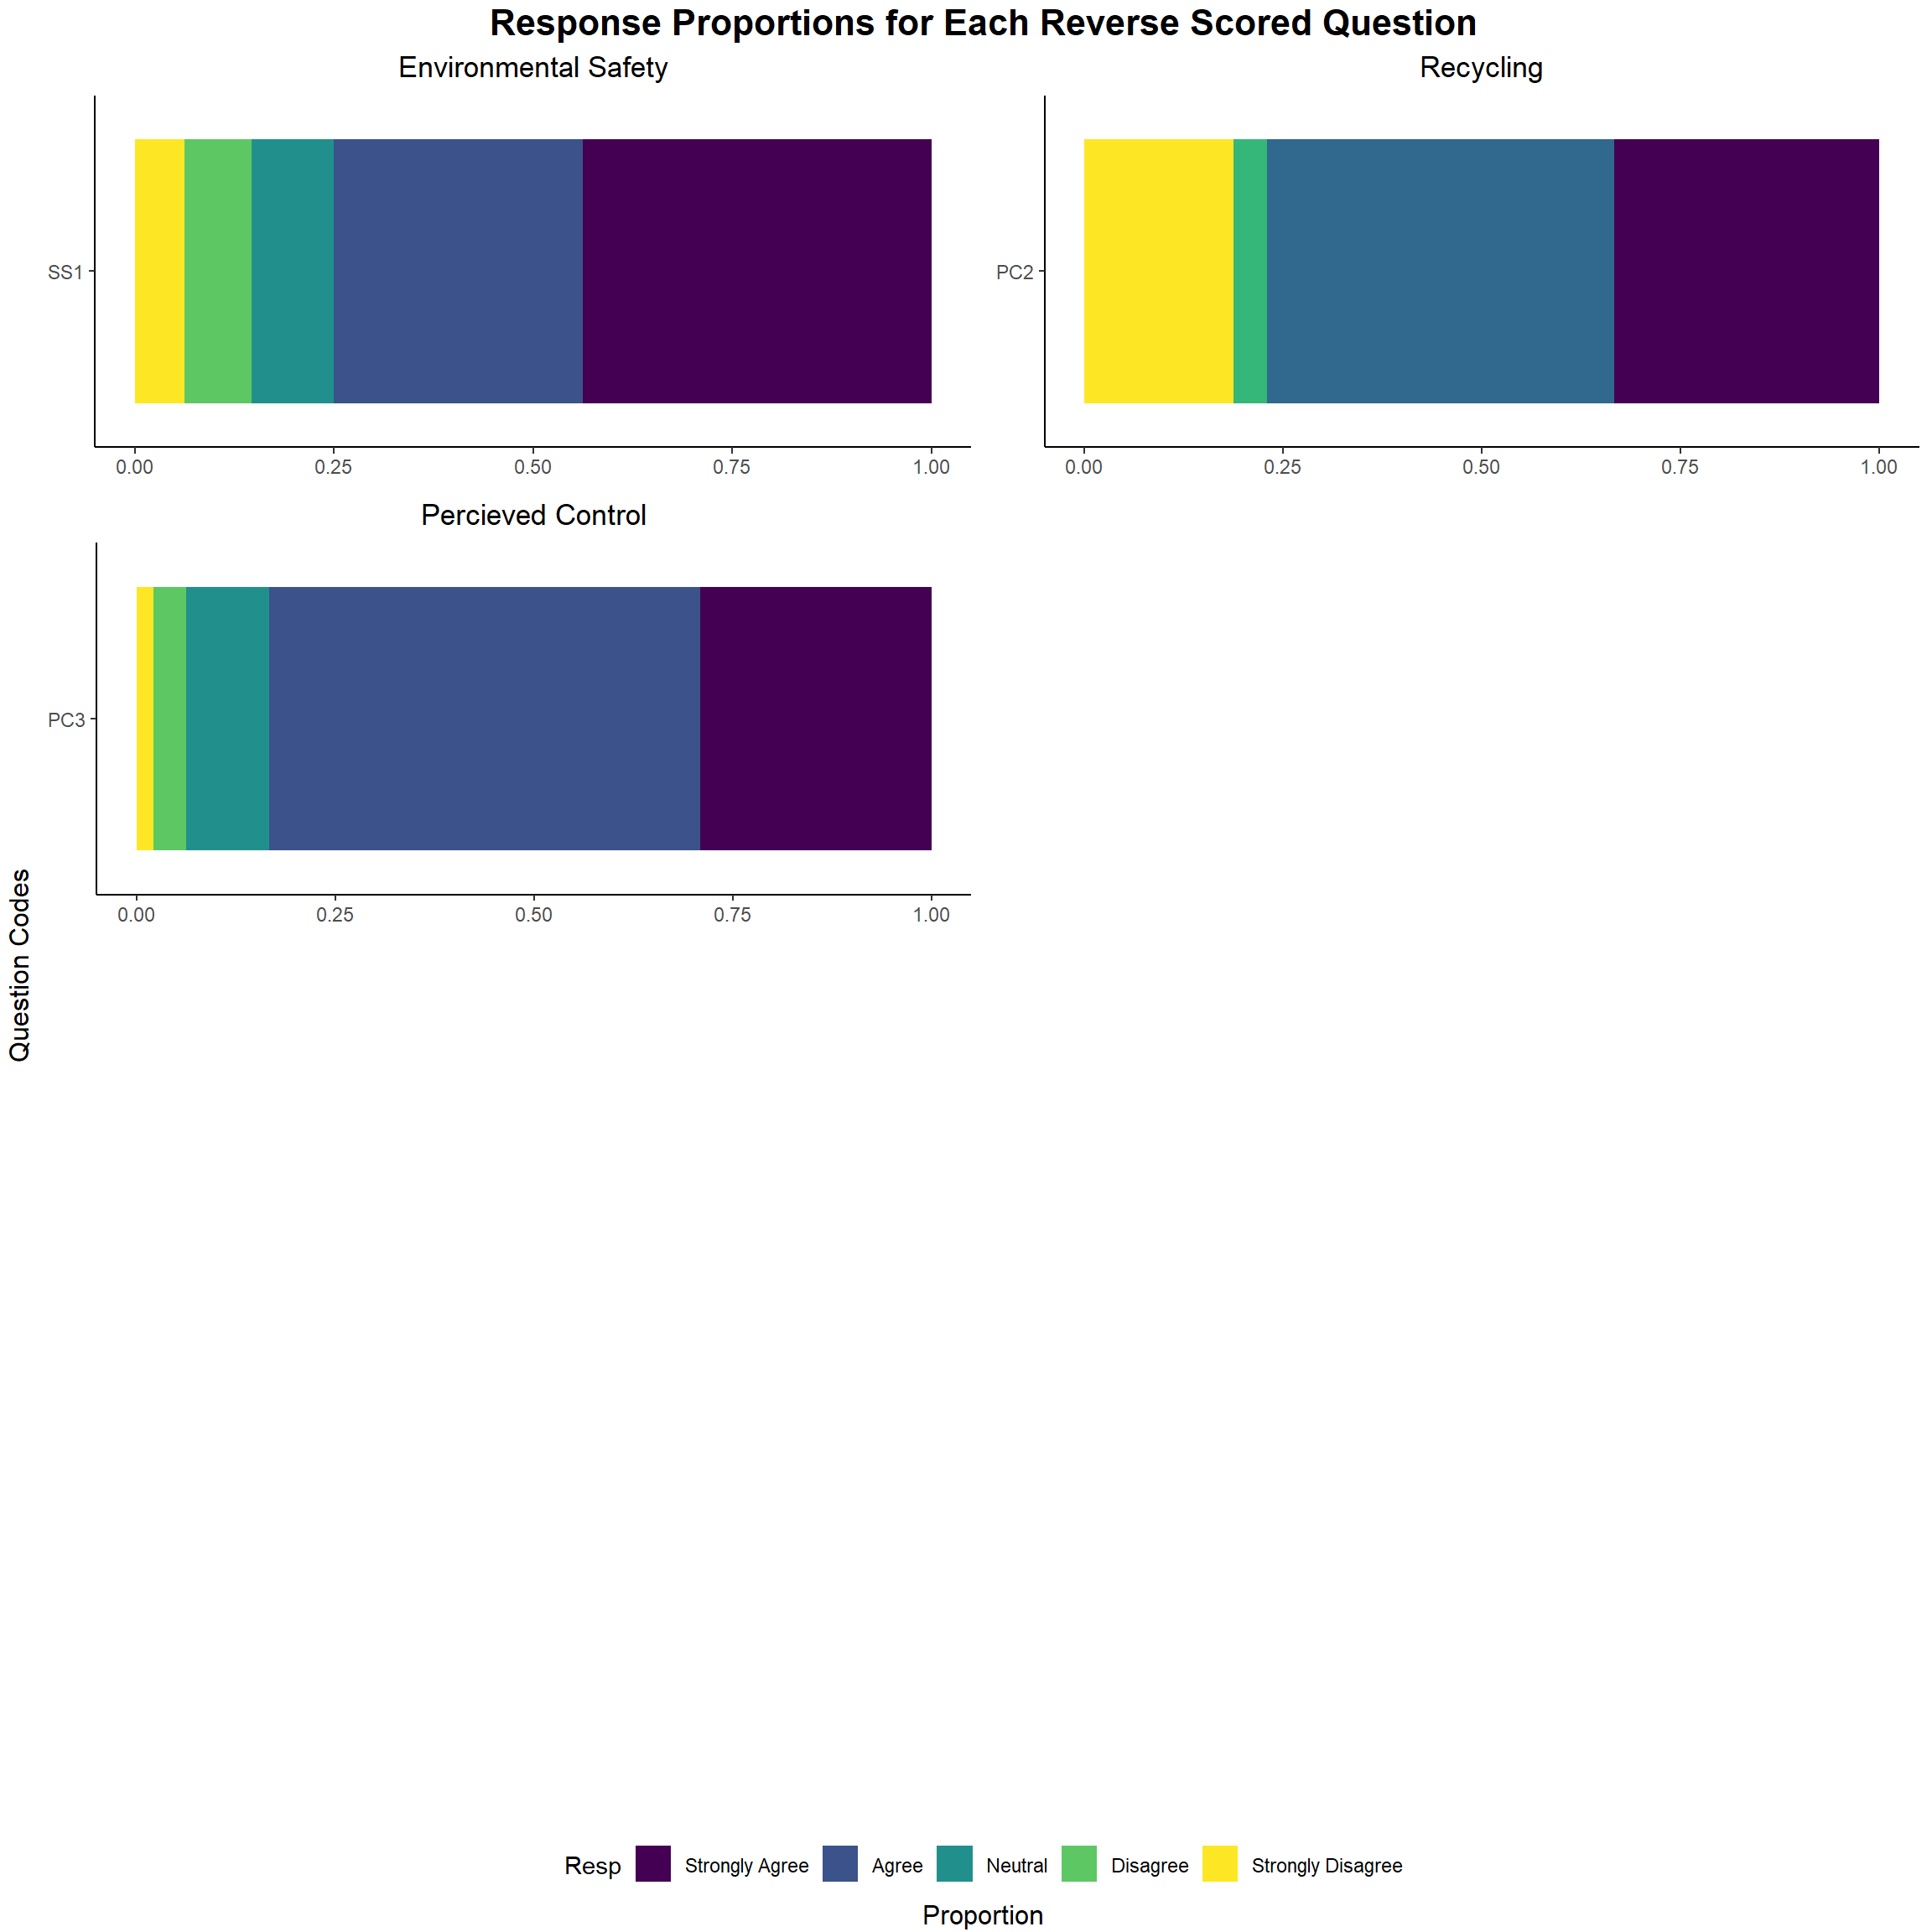 Response Proportions for Each Reverse Scored Question
Environmental Safety
SS1
0.00 0.25 0.50 0.75 1.00
Recycling
PC2
0.00 0.25 0.50 0.75 1.00
Percieved Control
PC3
0.00 0.25 0.50 0.75 1.00
Question Codes
Resp Strongly Agree Agree Neutral Disagree Strongly Disagree
Proportion